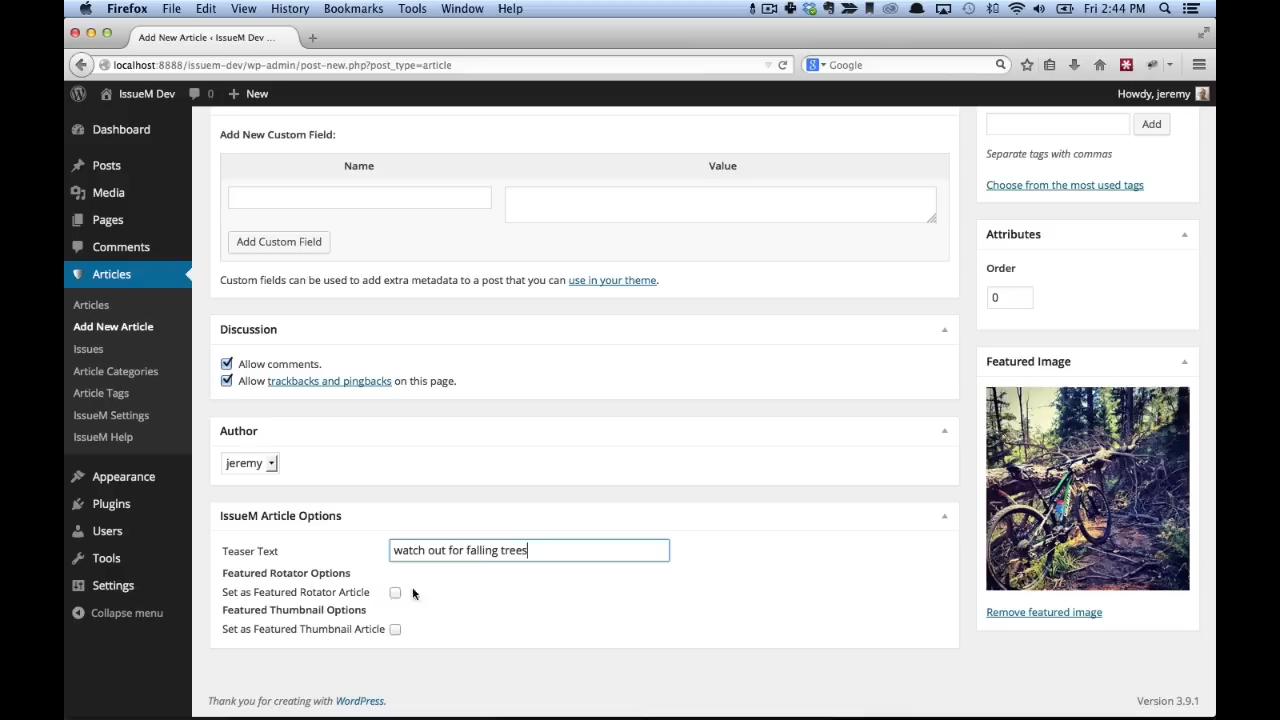 Firefox File Edit View History Bookmarks Tools Window Help Fri 2:44 PM
Add New Article ‹ IssueM Dev ...
localhost:8888/issuem-dev/wp-admin/post-new.php?post_type=article
Google
IssueM Dev 0 New Howdy, jeremy
Dashboard
Posts
Media
Pages
Comments
Articles
Articles
Add New Article
Issues
Article Categories
Article Tags
IssueM Settings
IssueM Help
Appearance
Plugins
Users
Tools
Settings
Collapse menu
Add New Custom Field:
Name Value
Add Custom Field
Custom fields can be used to add extra metadata to a post that you can use in your theme.
Discussion
Allow comments.
Allow trackbacks and pingbacks on this page.
Author
jeremy
IssueM Article Options
Teaser Text watch out for falling trees
Featured Rotator Options
Set as Featured Rotator Article
Featured Thumbnail Options
Set as Featured Thumbnail Article
Add
Separate tags with commas
Choose from the most used tags
Attributes
Order
0
Featured Image
Remove featured image
Thank you for creating with WordPress. Version 3.9.1